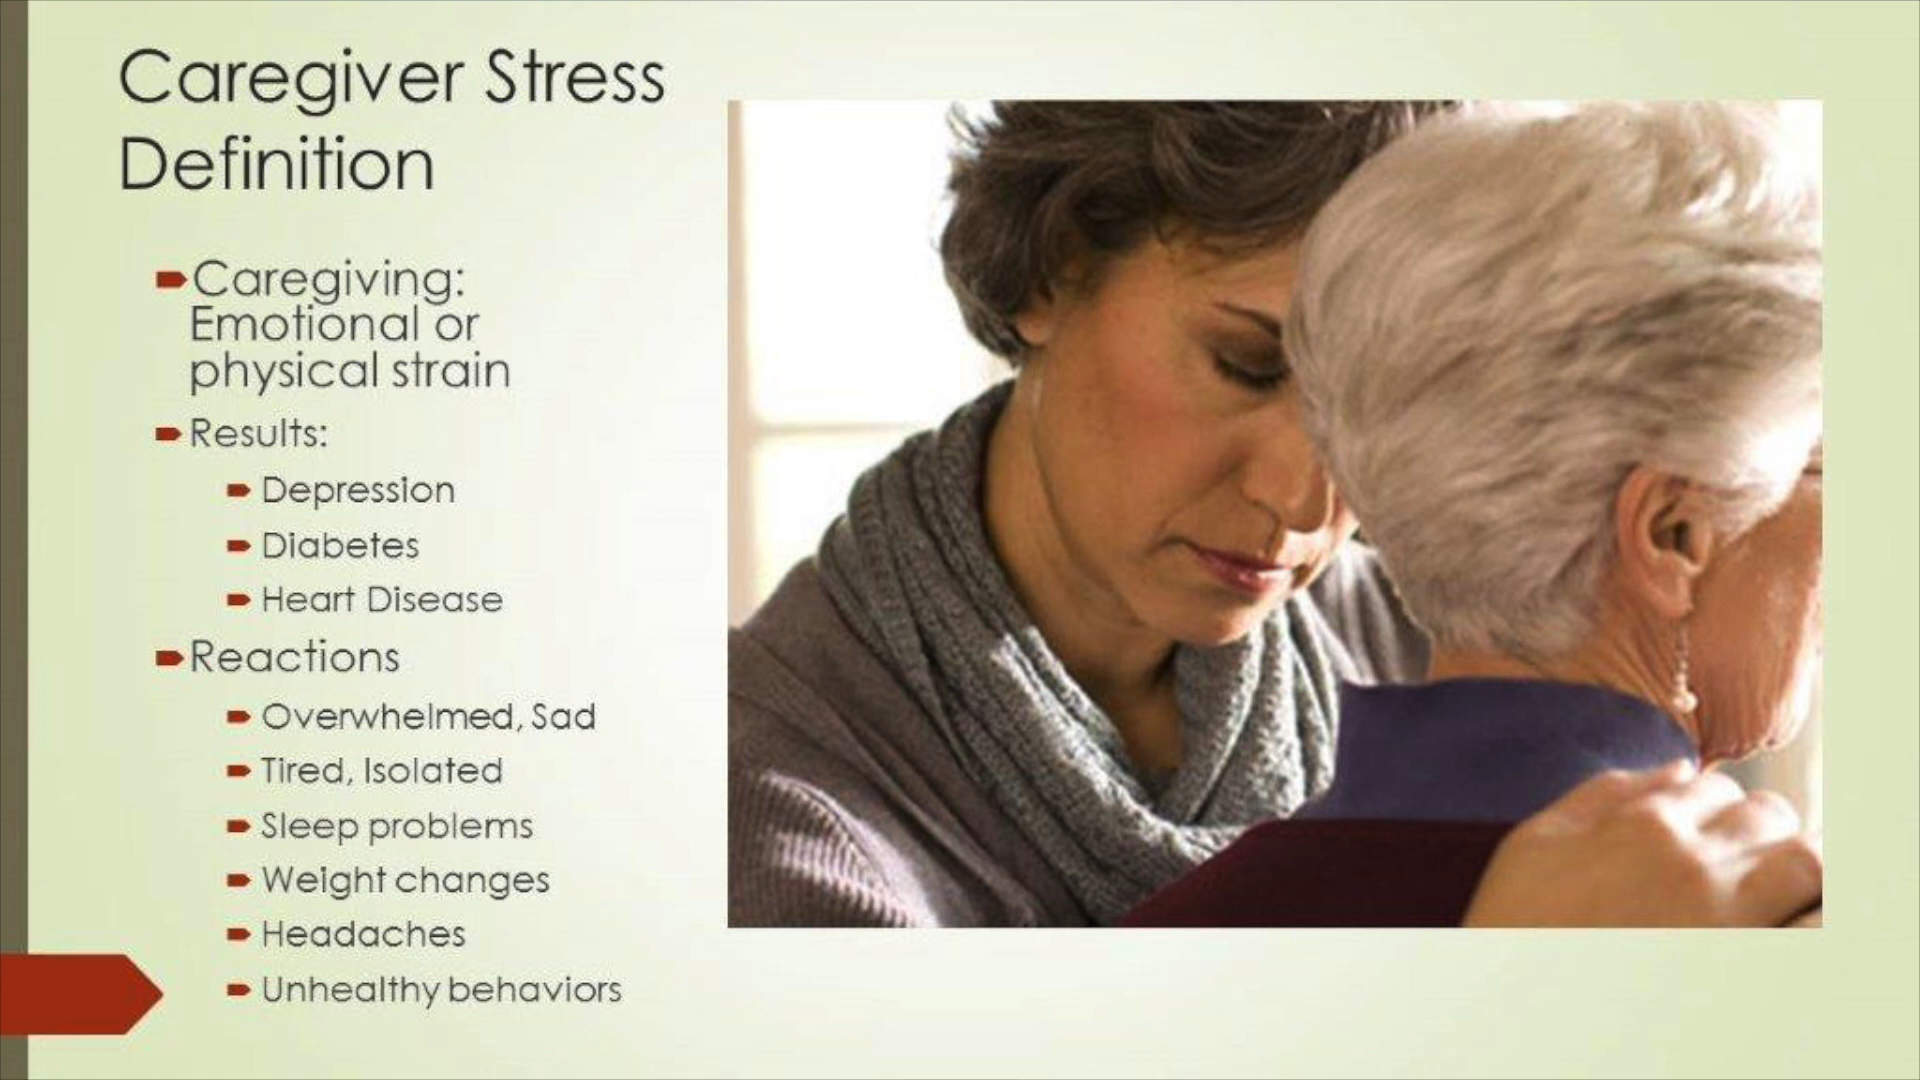 Caregiver Stress
Definition
Caregiving:
Emotional or
physical strain
Results:
Depression
Diabetes
Heart Disease
Reactions
Overwhelmed, Sad
Tired, Isolated
Sleep problems
Weight changes
Headaches
Unhealthy behaviors